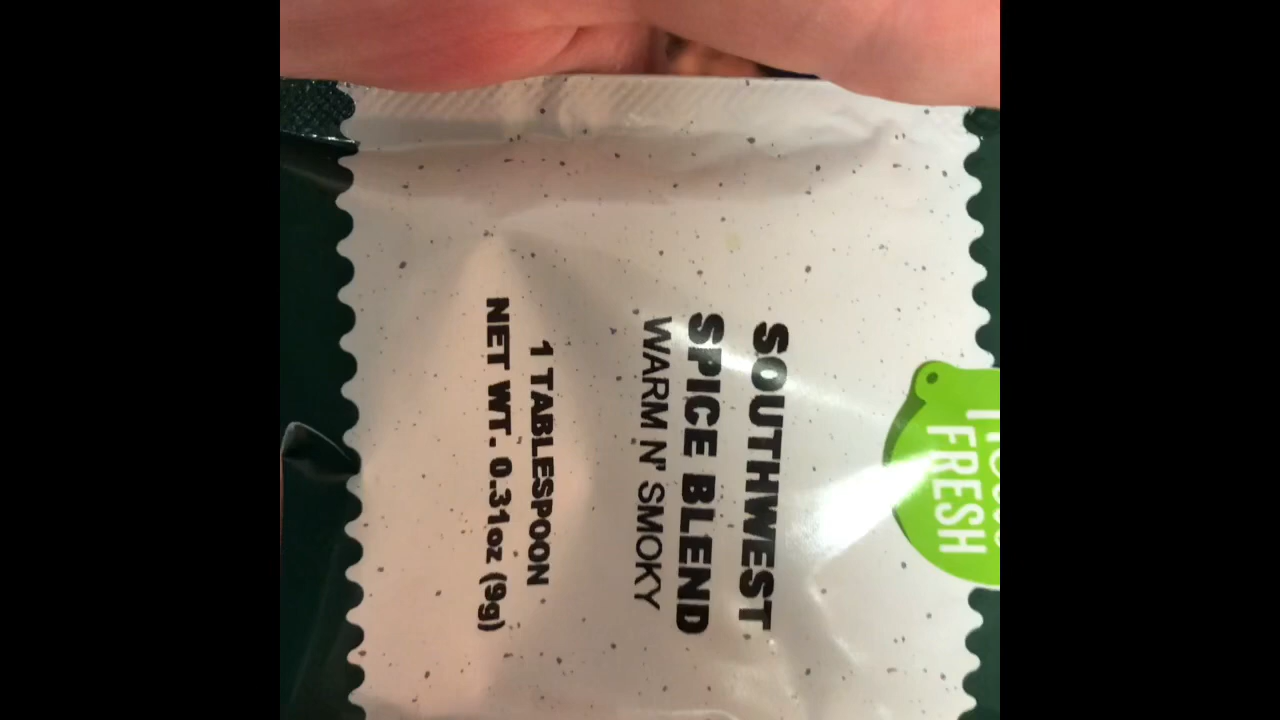 FRESH
SOUTHWEST
SPICE BLEND
WARM N' SMOKY
1 TABLESPOON
NET WT. 0.31oz (9g)